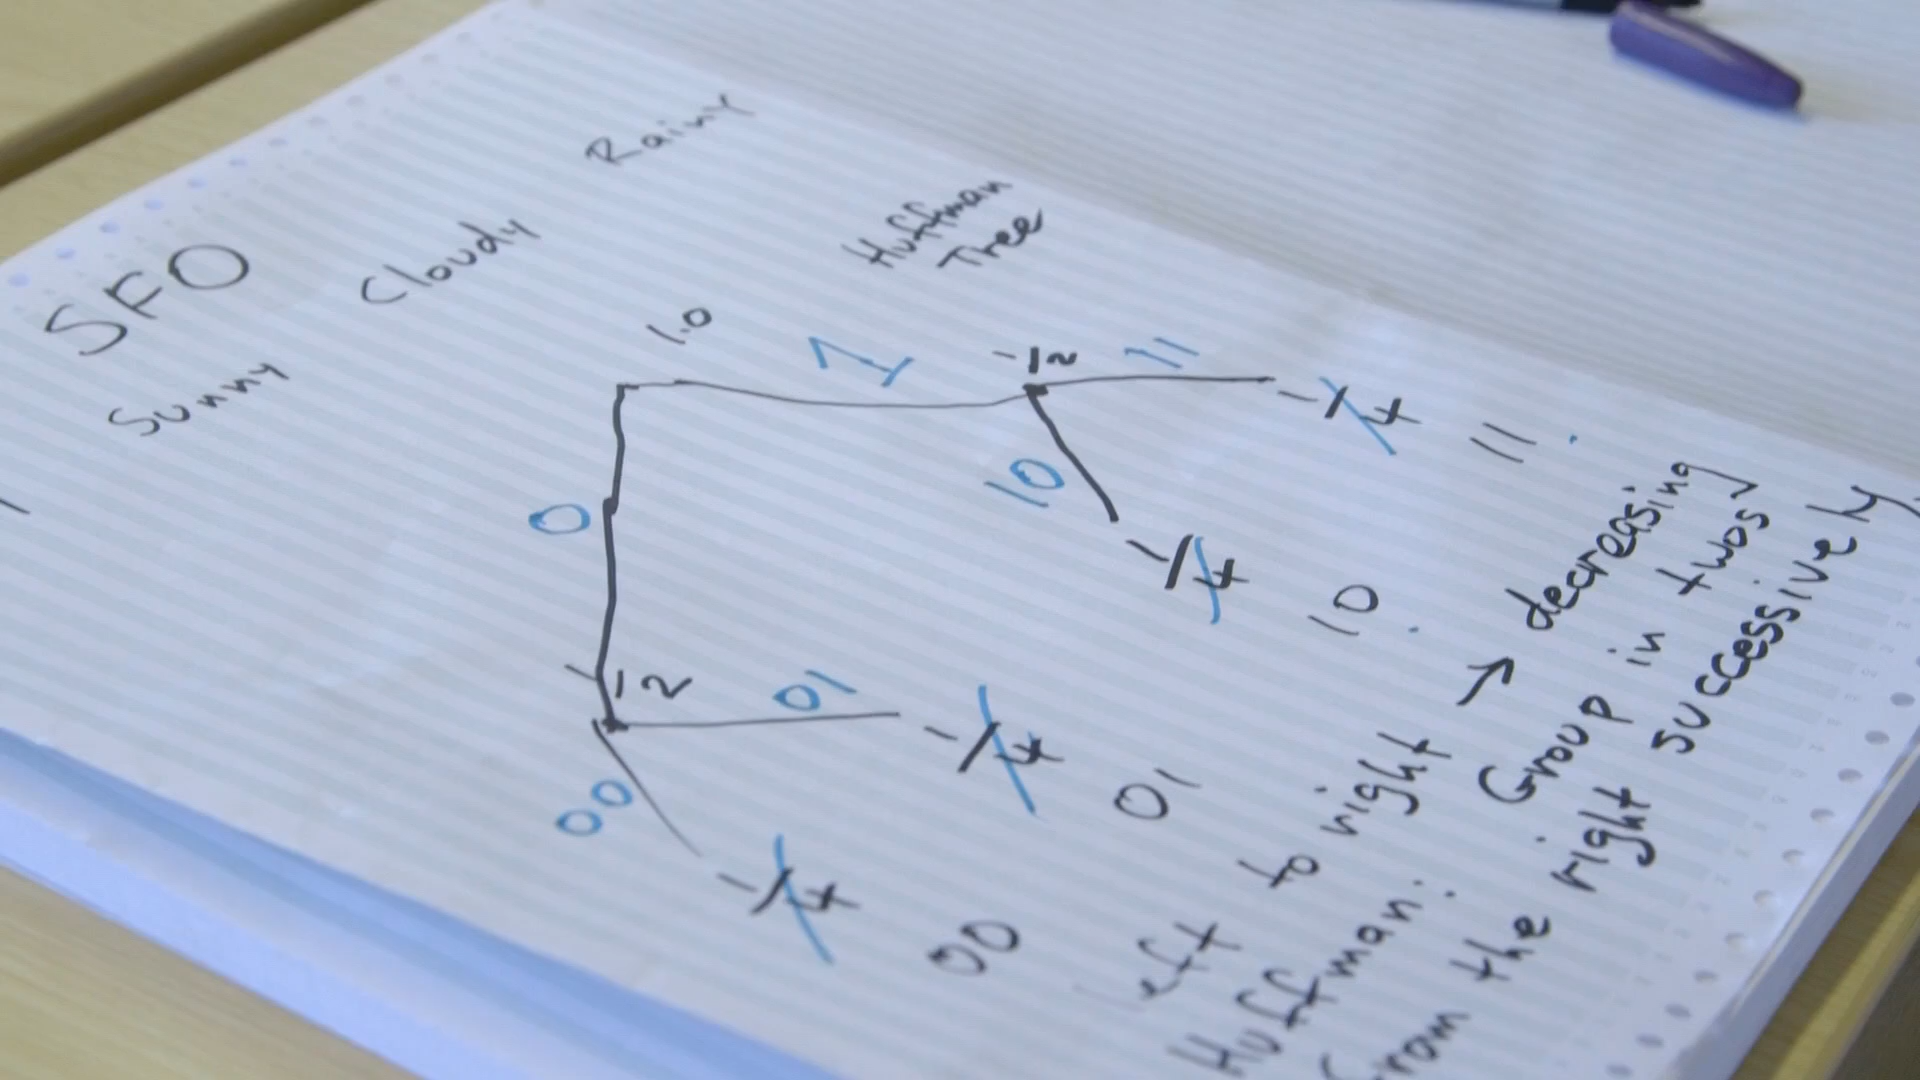 SFO
Sunny
Cloudy
Rainy
Huffman
Tree
1.0
1
1/2
11
1/4
11
0
10
1/4
10
1/2
01
1/4
01
00
1/4
00
left to right → decreasing
Huffman: Group in twos
from the right successively